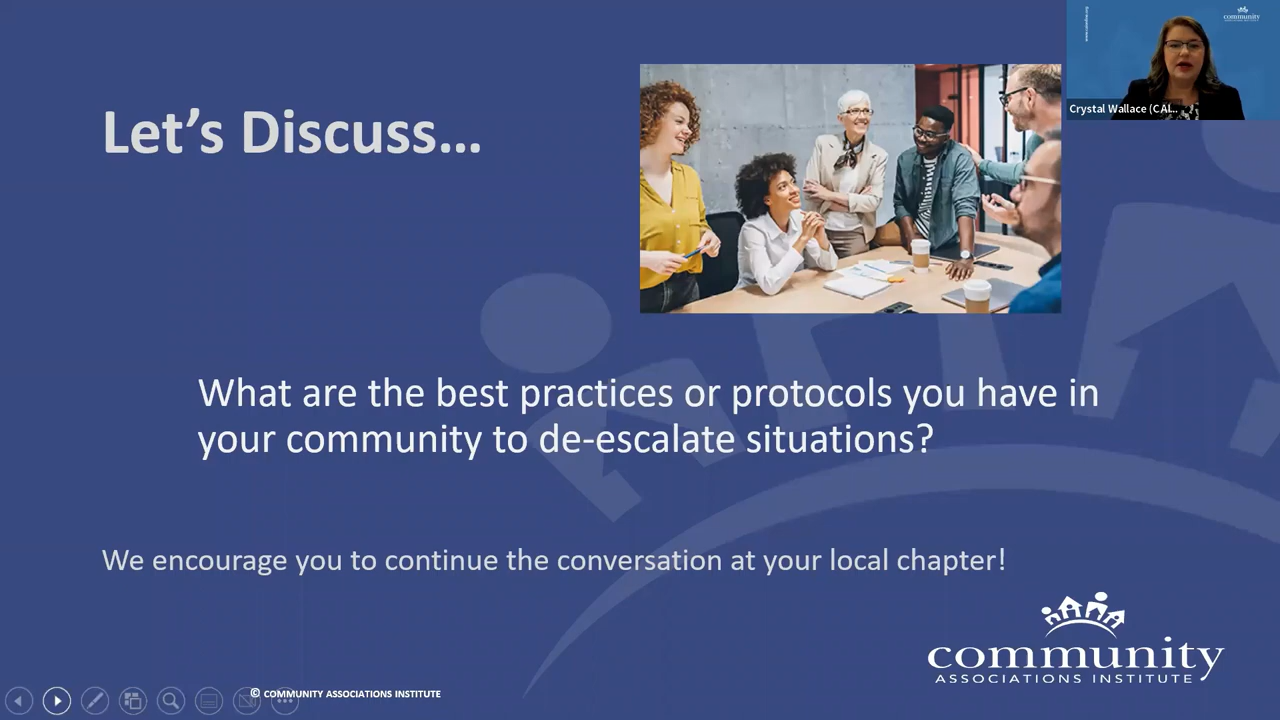 Let’s Discuss...
community
Crystal Wallace (CAI...
What are the best practices or protocols you have in
your community to de-escalate situations?
We encourage you to continue the conversation at your local chapter!
community
ASSOCIATIONS INSTITUTE
© COMMUNITY ASSOCIATIONS INSTITUTE